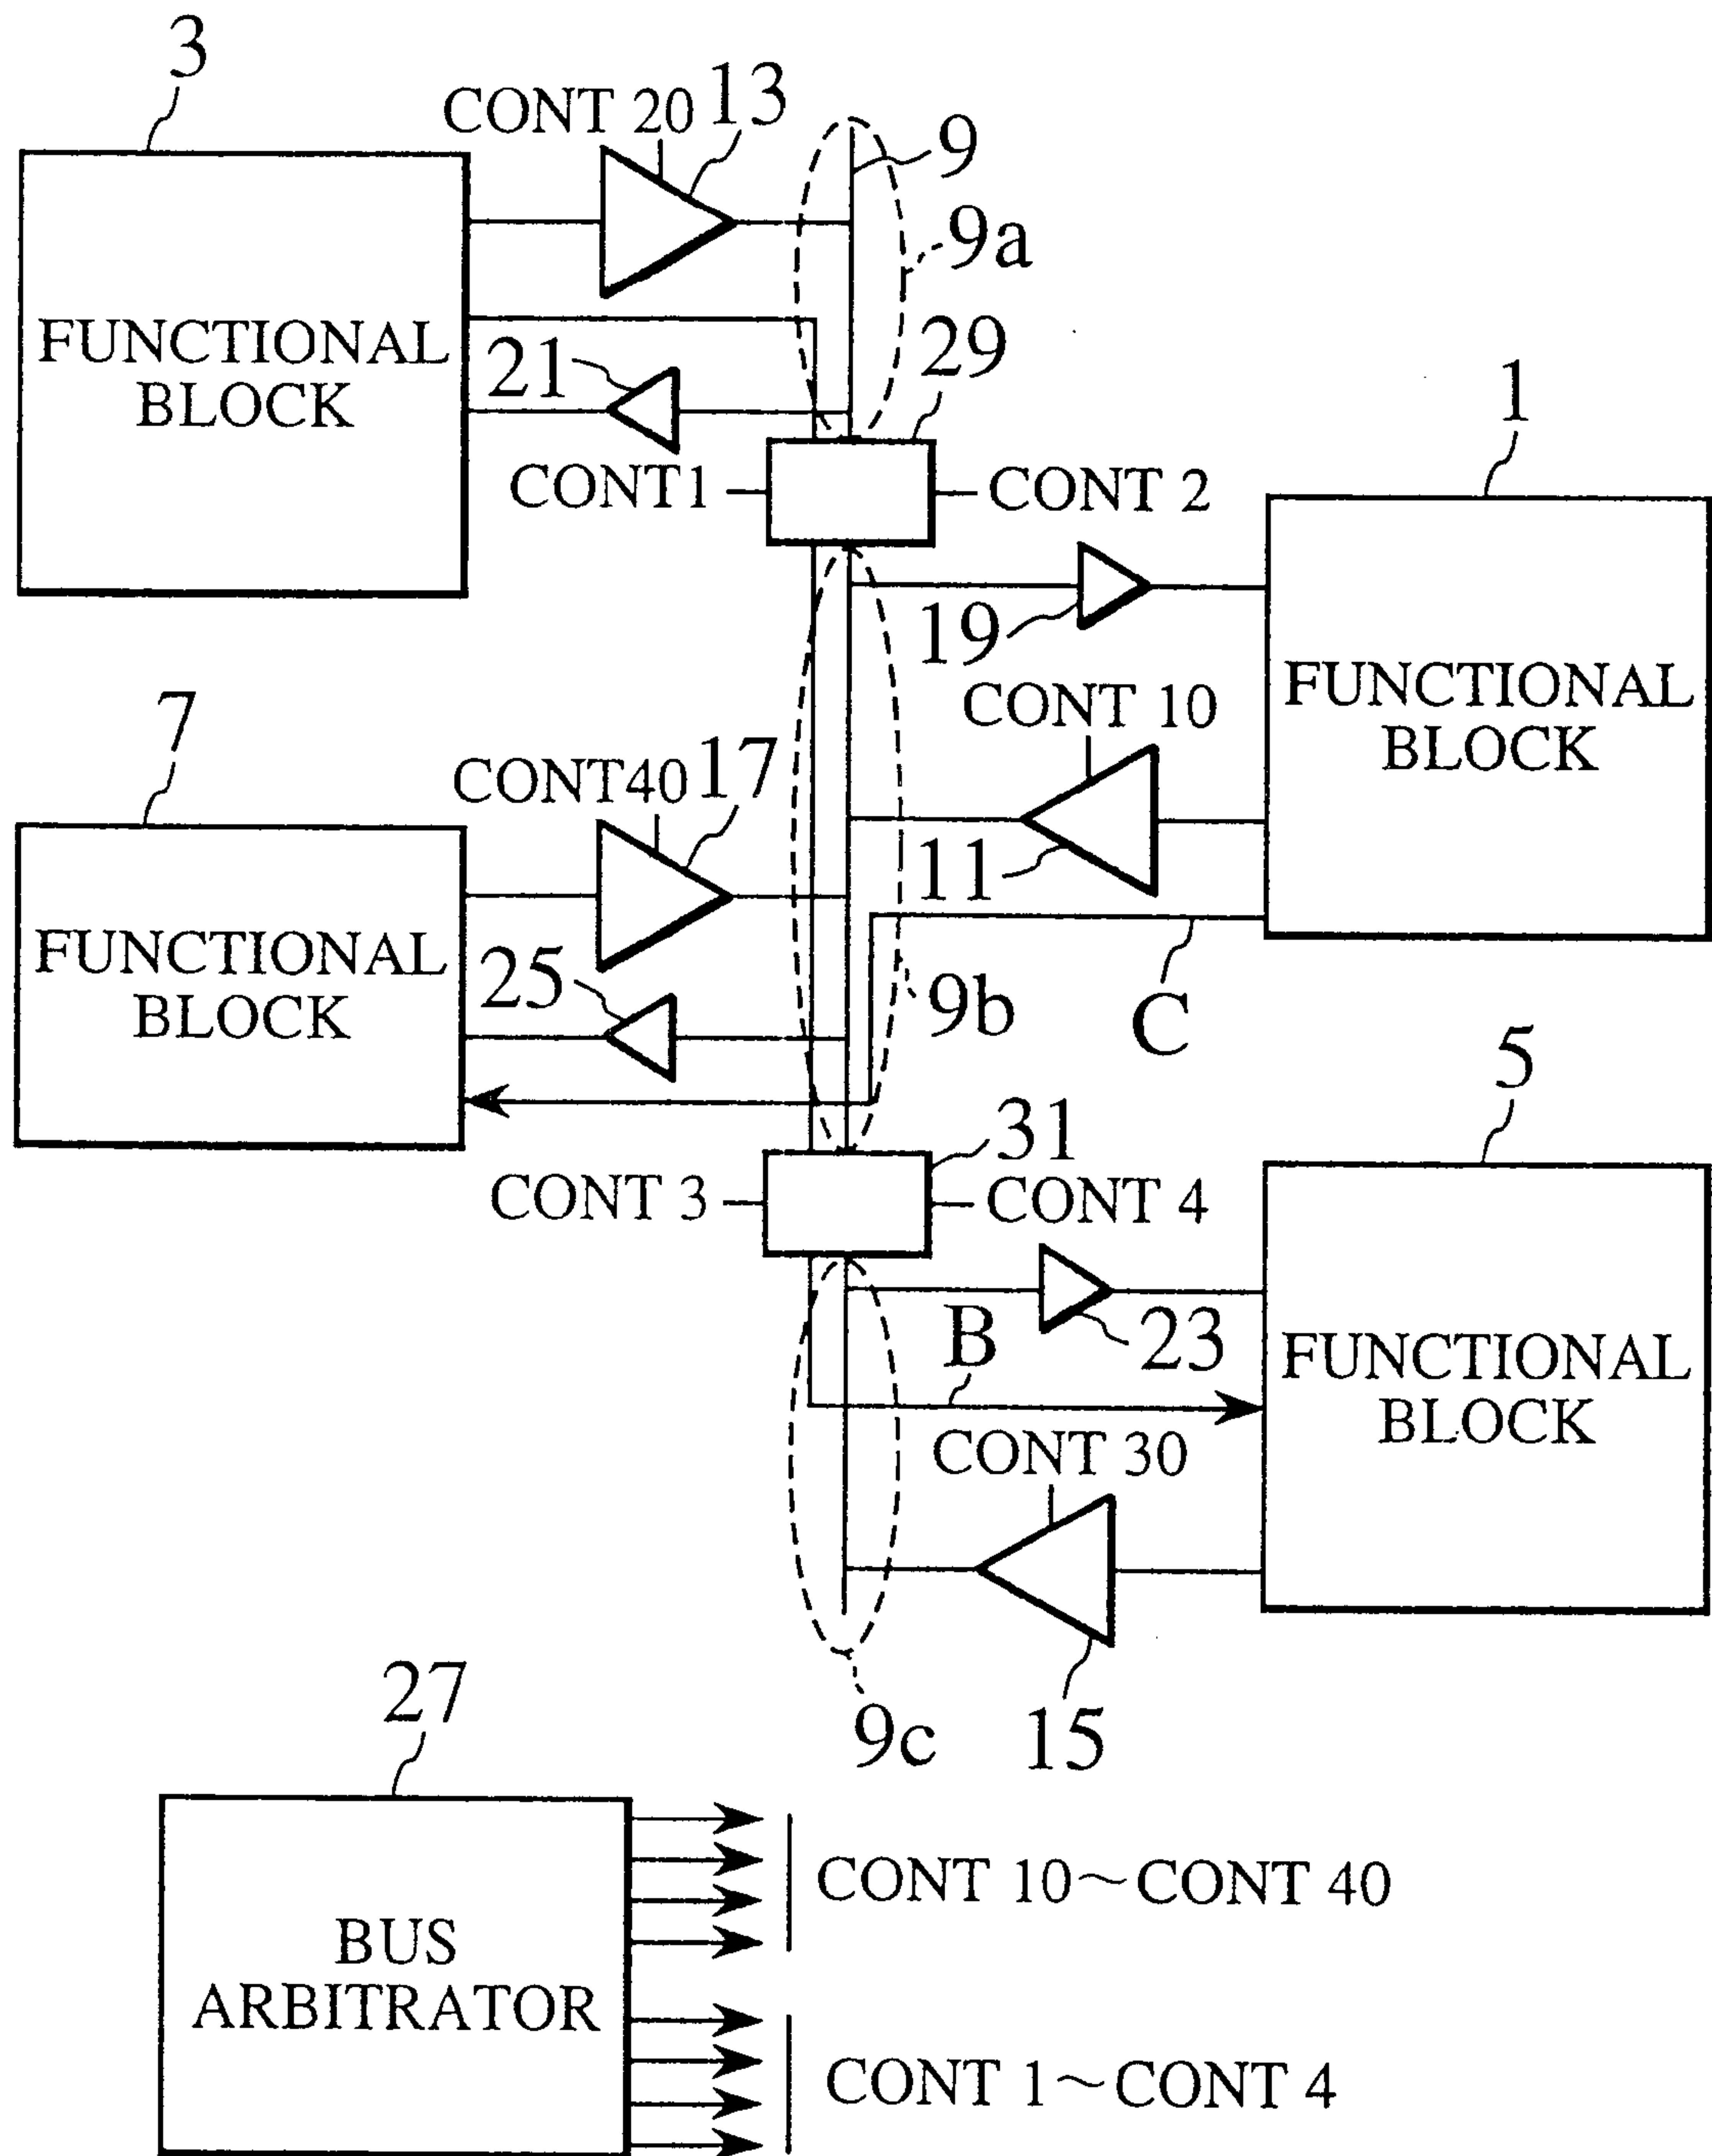 3
CONT 20
13
9
9a
FUNCTIONAL
BLOCK
21
29
1
CONT1
CONT 2
19
FUNCTIONAL
BLOCK
CONT 10
7
CONT40
17
11
FUNCTIONAL
BLOCK
25
9b
C
5
31
CONT 3
CONT 4
23
B
FUNCTIONAL
BLOCK
CONT 30
15
9c
27
CONT 10~CONT 40
BUS
ARBITRATOR
CONT 1~CONT 4